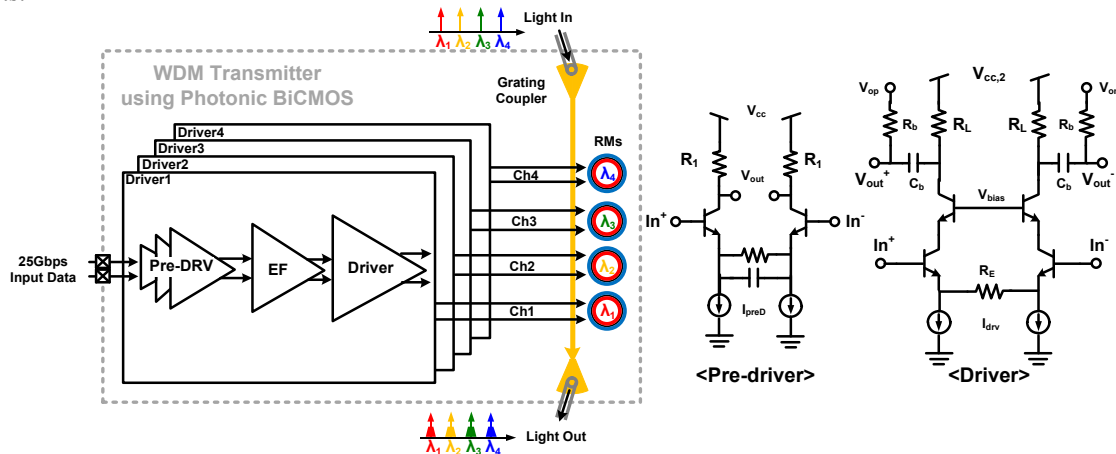 λ₁ λ₂ λ₃ λ₄
Light In
WDM Transmitter
using Photonic BiCMOS
Grating
Coupler
Driver4
Driver3
Driver2
Driver1
RMs
Ch4
λ₄
Ch3
λ₃
Ch2
λ₂
Ch1
λ₁
25Gbps
Input Data
Pre-DRV
EF
Driver
Light Out
λ₁ λ₂ λ₃ λ₄
Vcc
R₁ R₁
Vout
In⁺ In⁻
IpreD
<Pre-driver>
Vcc,2
Vop Von
Rb RL RL Rb
Vout⁺ Cb Cb Vout⁻
Vbias
In⁺ In⁻
RE
Idrv
<Driver>